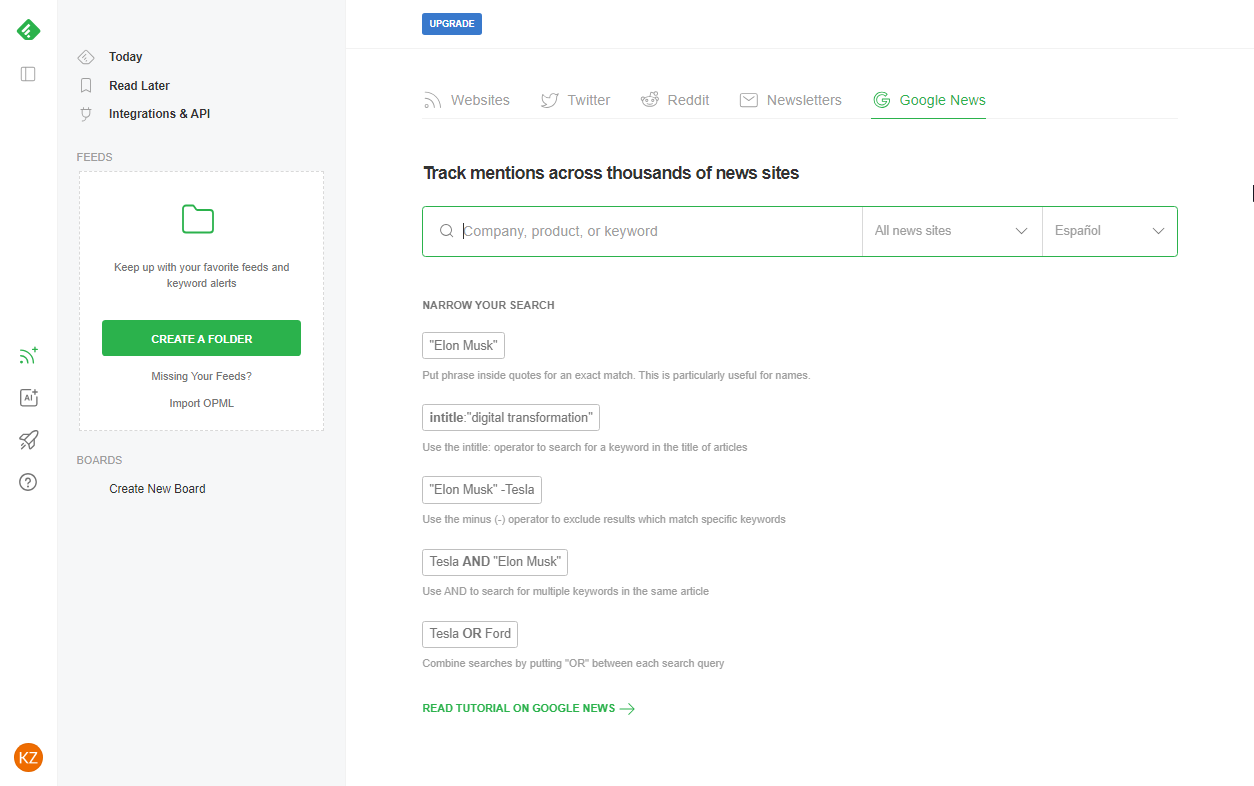 UPGRADE
Today
Read Later
Integrations & API
FEEDS
Keep up with your favorite feeds and
keyword alerts
CREATE A FOLDER
Missing Your Feeds?
Import OPML
BOARDS
Create New Board
AI
KZ
Websites
Twitter
Reddit
Newsletters
Google News
Track mentions across thousands of news sites
Company, product, or keyword
All news sites
Español
NARROW YOUR SEARCH
"Elon Musk"
Put phrase inside quotes for an exact match. This is particularly useful for names.
intitle:"digital transformation"
Use the intitle: operator to search for a keyword in the title of articles
"Elon Musk" -Tesla
Use the minus (-) operator to exclude results which match specific keywords
Tesla AND "Elon Musk"
Use AND to search for multiple keywords in the same article
Tesla OR Ford
Combine searches by putting "OR" between each search query
READ TUTORIAL ON GOOGLE NEWS